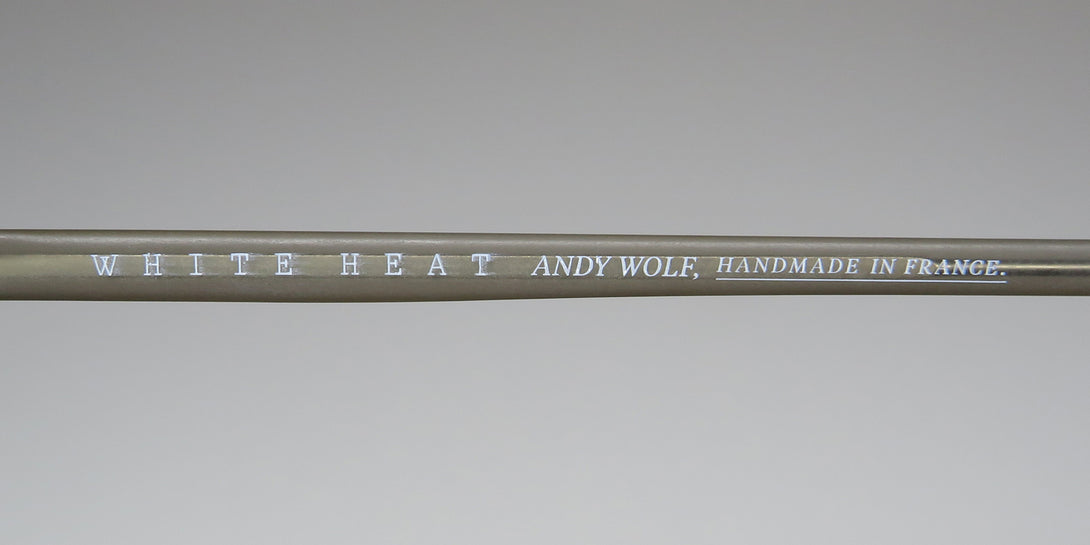 WHITE HEAT ANDY WOLF, HANDMADE IN FRANCE.